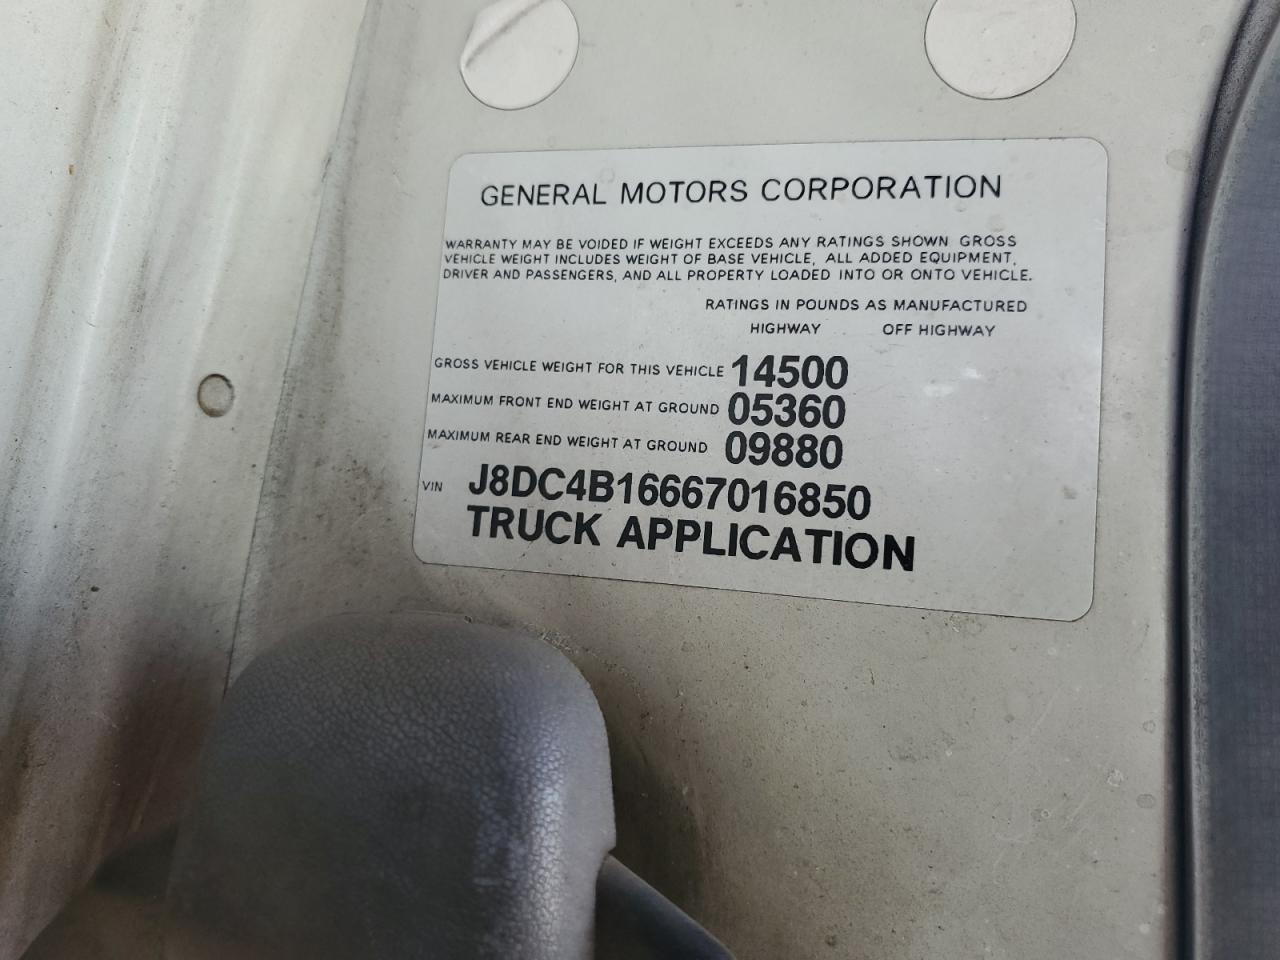 GENERAL MOTORS CORPORATION
WARRANTY MAY BE VOIDED IF WEIGHT EXCEEDS ANY RATINGS SHOWN GROSS
VEHICLE WEIGHT INCLUDES WEIGHT OF BASE VEHICLE, ALL ADDED EQUIPMENT,
DRIVER AND PASSENGERS, AND ALL PROPERTY LOADED INTO OR ONTO VEHICLE.
RATINGS IN POUNDS AS MANUFACTURED
HIGHWAY OFF HIGHWAY
GROSS VEHICLE WEIGHT FOR THIS VEHICLE 14500
MAXIMUM FRONT END WEIGHT AT GROUND 05360
MAXIMUM REAR END WEIGHT AT GROUND 09880
VIN J8DC4B16667016850
TRUCK APPLICATION